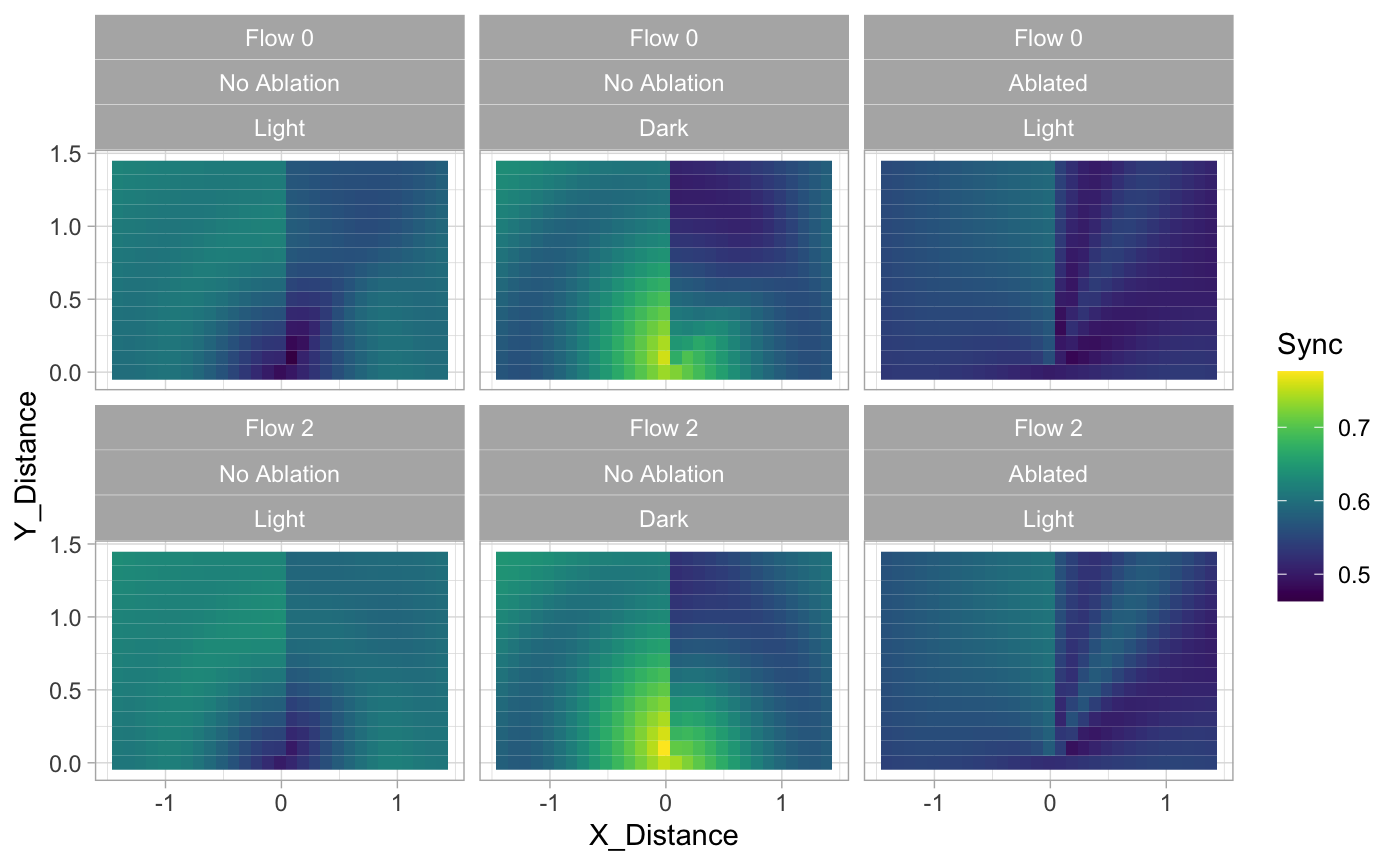 Flow 0 Flow 0 Flow 0
No Ablation No Ablation Ablated
Light Dark Light
1.5
1.0
0.5
0.0
Flow 2 Flow 2 Flow 2
No Ablation No Ablation Ablated
Light Dark Light
1.5
1.0
0.5
0.0
-1 0 1 -1 0 1 -1 0 1
X_Distance
Y_Distance
Sync
0.7
0.6
0.5